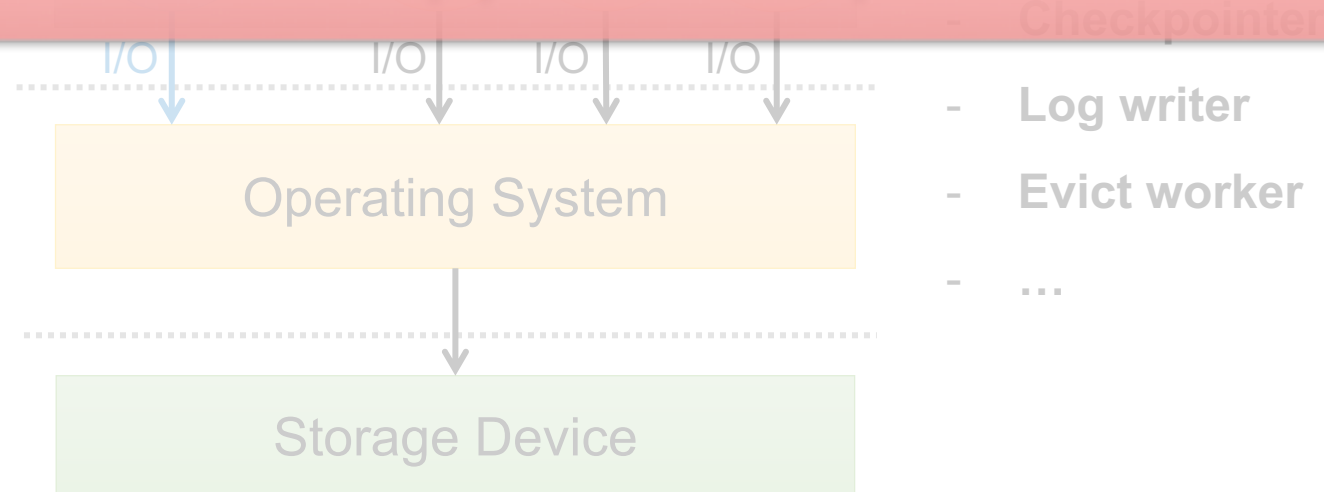 - Checkpointer
I/O I/O I/O I/O
- Log writer
Operating System
- Evict worker
- …
Storage Device